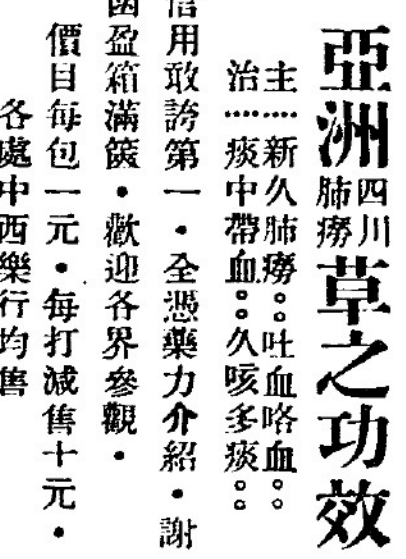 亞洲四川肺癆草之功效
主治……新久肺癆。。吐血咯血。。
……痰中帶血。。久咳多痰。。
信用敢誇第一・全憑藥力介紹・謝
函盈箱滿篋・歡迎各界參觀・
價目每包一元・每打減售十元・
各處中西樂行均售